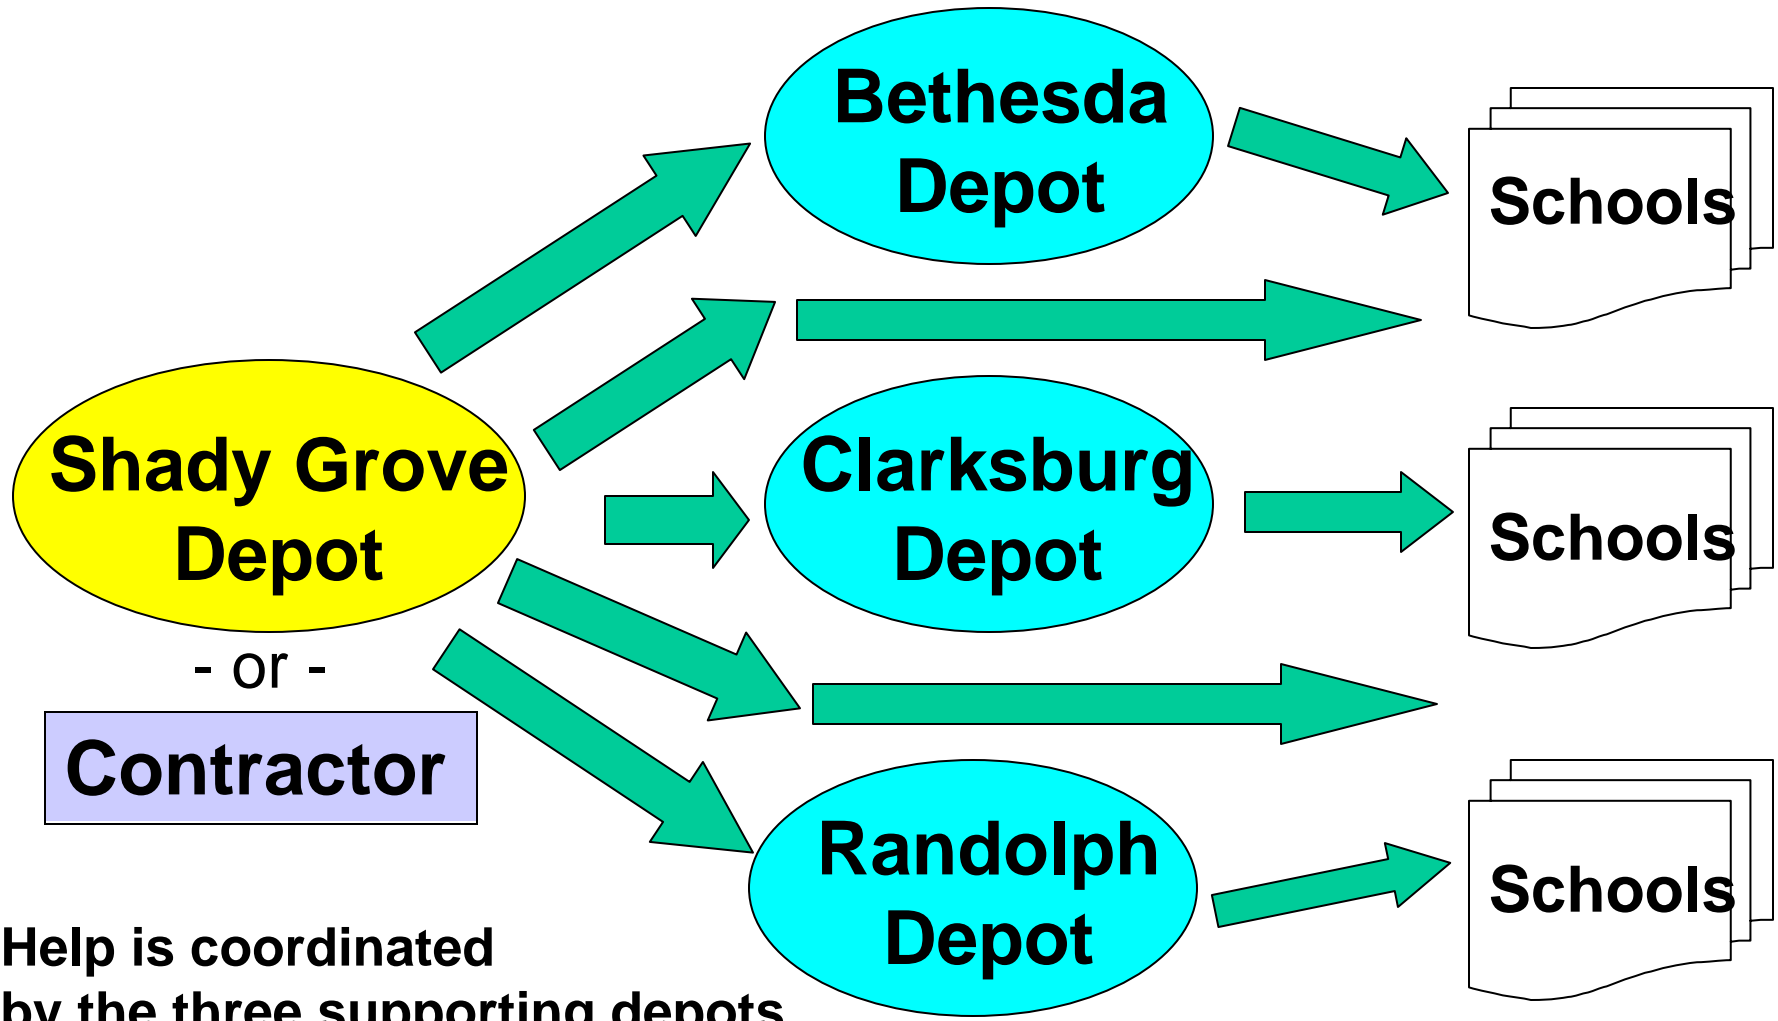 Bethesda
Depot
Schools
Shady Grove
Depot
Clarksburg
Depot
Schools
- or -
Contractor
Randolph
Depot
Schools
Help is coordinated
by the three supporting depots